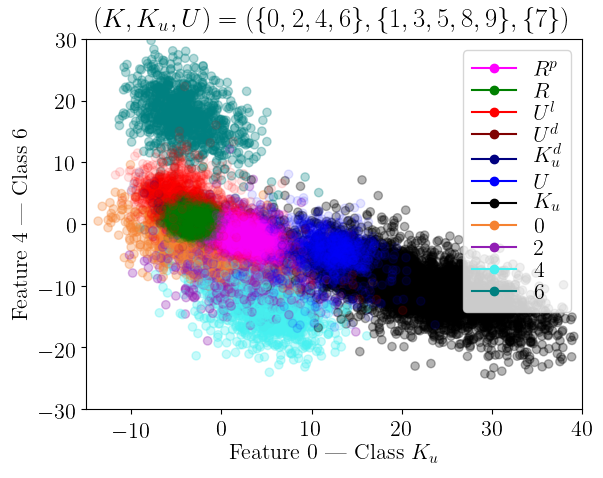 (K, K_u, U) = ({0, 2, 4, 6}, {1, 3, 5, 8, 9}, {7})
30
20
10
0
−10
−20
−30
Feature 4 — Class 6
R^p
R
U^l
U^d
K_u^d
U
K_u
0
2
4
6
−10 0 10 20 30 40
Feature 0 — Class K_u